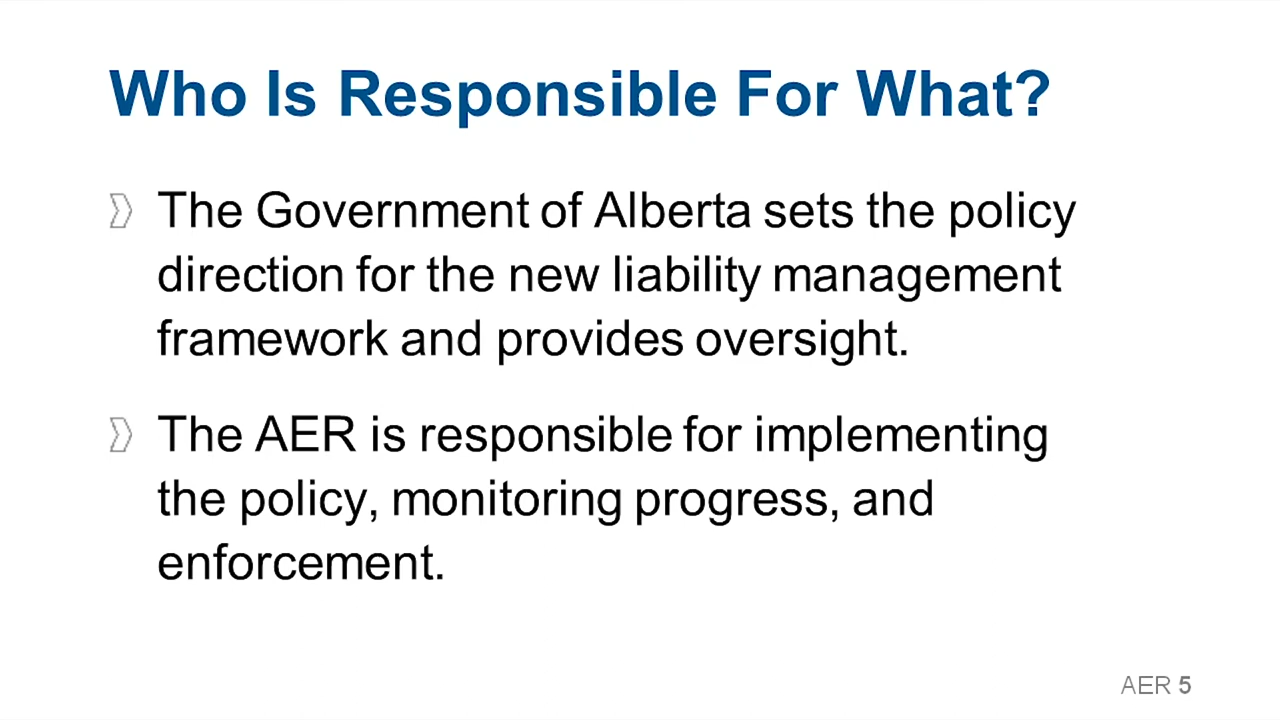 Who Is Responsible For What?
The Government of Alberta sets the policy
direction for the new liability management
framework and provides oversight.
The AER is responsible for implementing
the policy, monitoring progress, and
enforcement.
AER 5